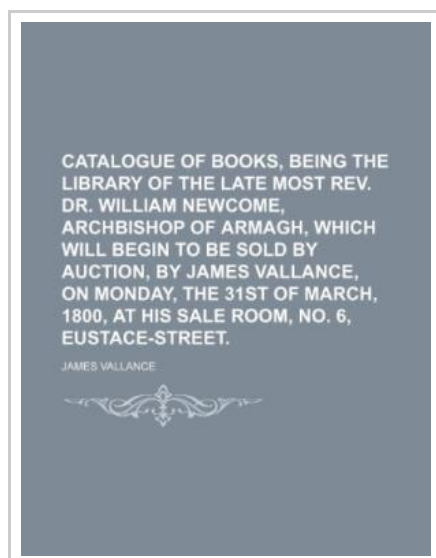 CATALOGUE OF BOOKS, BEING THE
LIBRARY OF THE LATE MOST REV.
DR. WILLIAM NEWCOME,
ARCHBISHOP OF ARMAGH, WHICH
WILL BEGIN TO BE SOLD BY
AUCTION, BY JAMES VALLANCE,
ON MONDAY, THE 31ST OF MARCH,
1800, AT HIS SALE ROOM, NO. 6,
EUSTACE-STREET.
JAMES VALLANCE